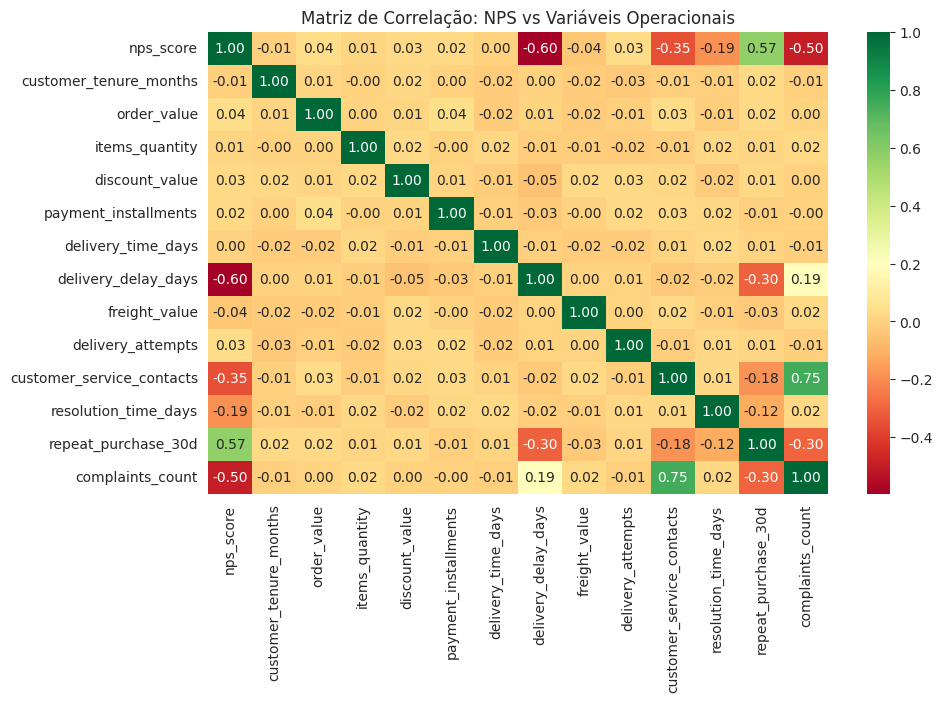 Matriz de Correlação: NPS vs Variáveis Operacionais
nps_score 1.00 -0.01 0.04 0.01 0.03 0.02 0.00 -0.60 -0.04 0.03 -0.35 -0.19 0.57 -0.50
customer_tenure_months -0.01 1.00 0.01 -0.00 0.02 0.00 -0.02 0.00 -0.02 -0.03 -0.01 -0.01 0.02 -0.01
order_value 0.04 0.01 1.00 0.00 0.01 0.04 -0.02 0.01 -0.02 -0.01 0.03 -0.01 0.02 0.00
items_quantity 0.01 -0.00 0.00 1.00 0.02 -0.00 0.02 -0.01 -0.01 -0.02 -0.01 0.02 0.01 0.02
discount_value 0.03 0.02 0.01 0.02 1.00 0.01 -0.01 -0.05 0.02 0.03 0.02 -0.02 0.01 0.00
payment_installments 0.02 0.00 0.04 -0.00 0.01 1.00 -0.01 -0.03 -0.00 0.02 0.03 0.02 -0.01 -0.00
delivery_time_days 0.00 -0.02 -0.02 0.02 -0.01 -0.01 1.00 -0.01 -0.02 -0.02 0.01 0.02 0.01 -0.01
delivery_delay_days -0.60 0.00 0.01 -0.01 -0.05 -0.03 -0.01 1.00 0.00 0.01 -0.02 -0.02 -0.30 0.19
freight_value -0.04 -0.02 -0.02 -0.01 0.02 -0.00 -0.02 0.00 1.00 0.00 0.02 -0.01 -0.03 0.02
delivery_attempts 0.03 -0.03 -0.01 -0.02 0.03 0.02 -0.02 0.01 0.00 1.00 -0.01 0.01 0.01 -0.01
customer_service_contacts -0.35 -0.01 0.03 -0.01 0.02 0.03 0.01 -0.02 0.02 -0.01 1.00 0.01 -0.18 0.75
resolution_time_days -0.19 -0.01 -0.01 0.02 -0.02 0.02 0.02 -0.02 -0.01 0.01 0.01 1.00 -0.12 0.02
repeat_purchase_30d 0.57 0.02 0.02 0.01 0.01 -0.01 0.01 -0.30 -0.03 0.01 -0.18 -0.12 1.00 -0.30
complaints_count -0.50 -0.01 0.00 0.02 0.00 -0.00 -0.01 0.19 0.02 -0.01 0.75 0.02 -0.30 1.00
nps_score
customer_tenure_months
order_value
items_quantity
discount_value
payment_installments
delivery_time_days
delivery_delay_days
freight_value
delivery_attempts
customer_service_contacts
resolution_time_days
repeat_purchase_30d
complaints_count
1.0
0.8
0.6
0.4
0.2
0.0
−0.2
−0.4